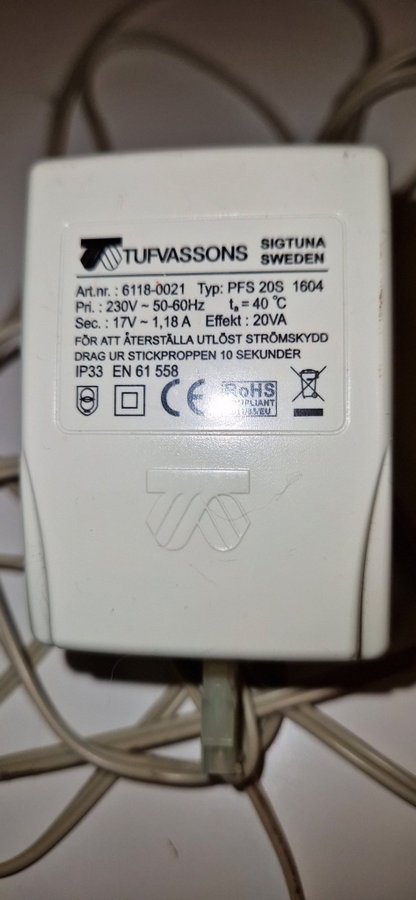 TUFVASSONS SIGTUNA SWEDEN
Art.nr. : 6118-0021 Typ: PFS 20S 1604
Pri. : 230V ~ 50-60Hz ta = 40 °C
Sec. : 17V ~ 1,18 A Effekt : 20VA
FÖR ATT ÅTERSTÄLLA UTLÖST STRÖMSKYDD
DRAG UR STICKPROPPEN 10 SEKUNDER
IP33 EN 61 558
CE RoHS